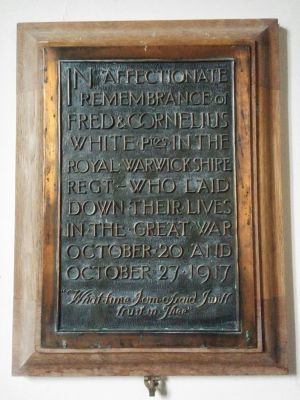 IN AFFECTIONATE
REMEMBRANCE OF
FRED & CORNELIUS
WHITE Ptes IN THE
ROYAL WARWICKSHIRE
REGT - WHO LAID
DOWN THEIR LIVES
IN THE GREAT WAR
OCTOBER · 20 AND
OCTOBER 27 · 1917
"What time I am afraid I will
trust in Thee"